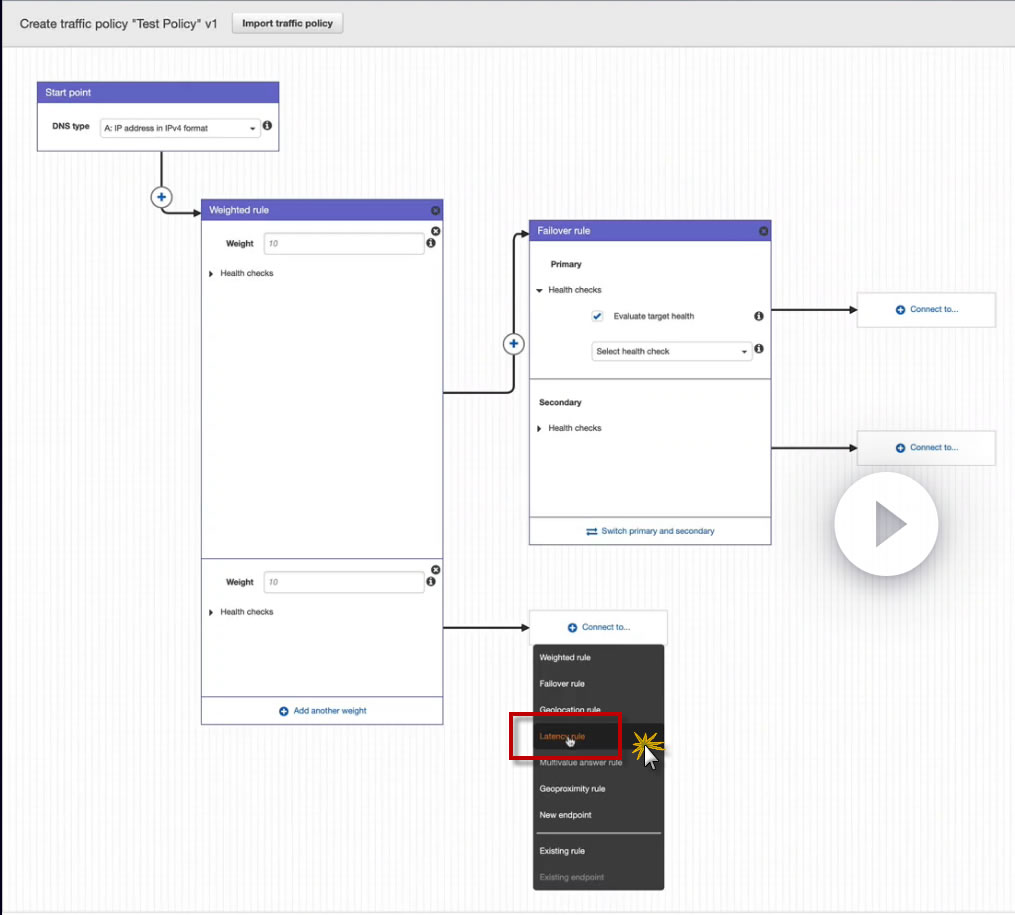 Create traffic policy "Test Policy" v1
Import traffic policy
Start point
DNS type
A: IP address in IPv4 format
Weighted rule
Weight
10
Health checks
Failover rule
Primary
Health checks
Evaluate target health
Select health check
Connect to...
Secondary
Health checks
Connect to...
Switch primary and secondary
Weight
10
Health checks
Add another weight
Connect to...
Weighted rule
Failover rule
Geolocation rule
Latency rule
Multivalue answer rule
Geoproximity rule
New endpoint
Existing rule
Existing endpoint